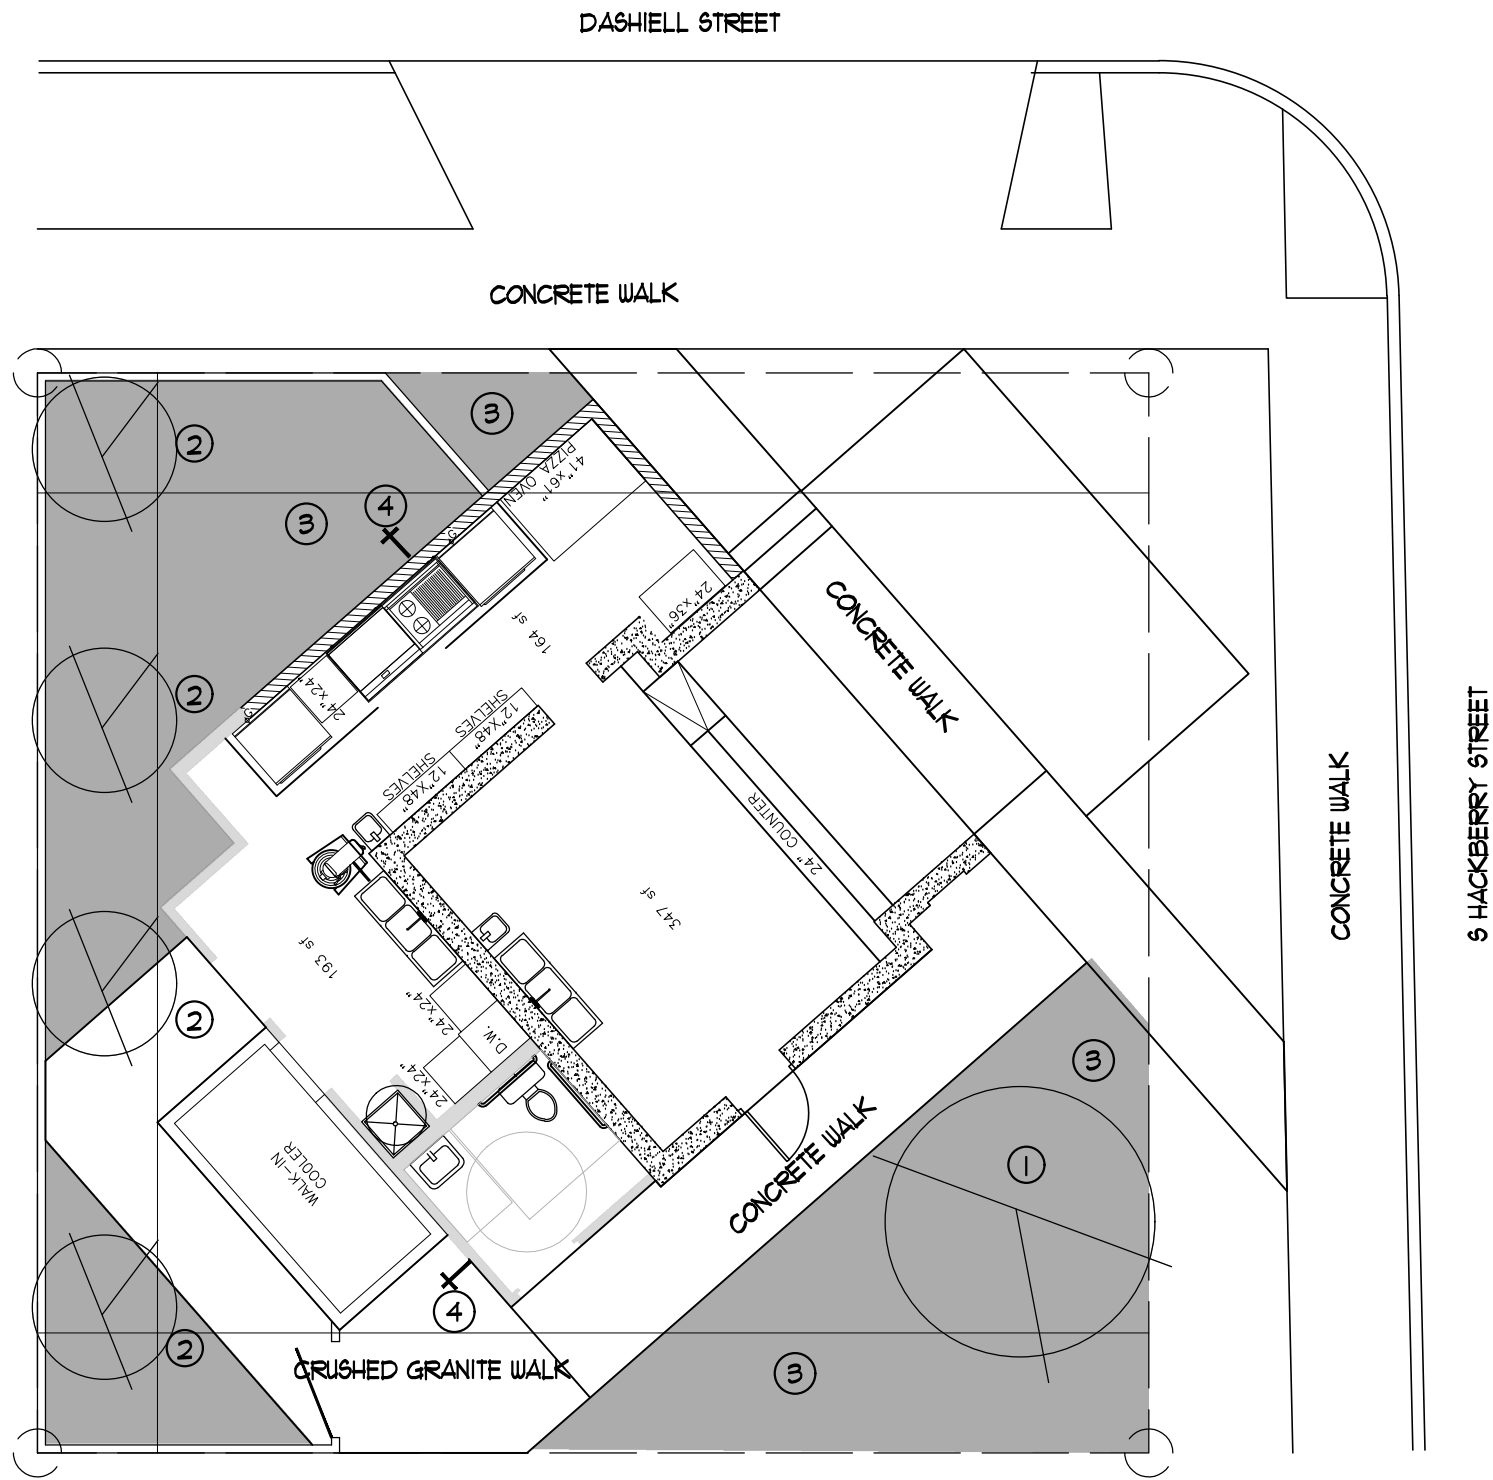 DASHIELL STREET
CONCRETE WALK
3
2
4
3
PIZZA OVEN
41"x61"
24"x36"
164 sf
CONCRETE WALK
2
24"x24"
24"
12"X48"
SHELVES
12"X48"
SHELVES
S HACKBERRY STREET
CONCRETE WALK
24" COUNTER
347 sf
193 sf
2
24"x24"
D.W.
24"x24"
3
1
CONCRETE WALK
WALK-IN
COOLER
4
2
CRUSHED GRANITE WALK
3